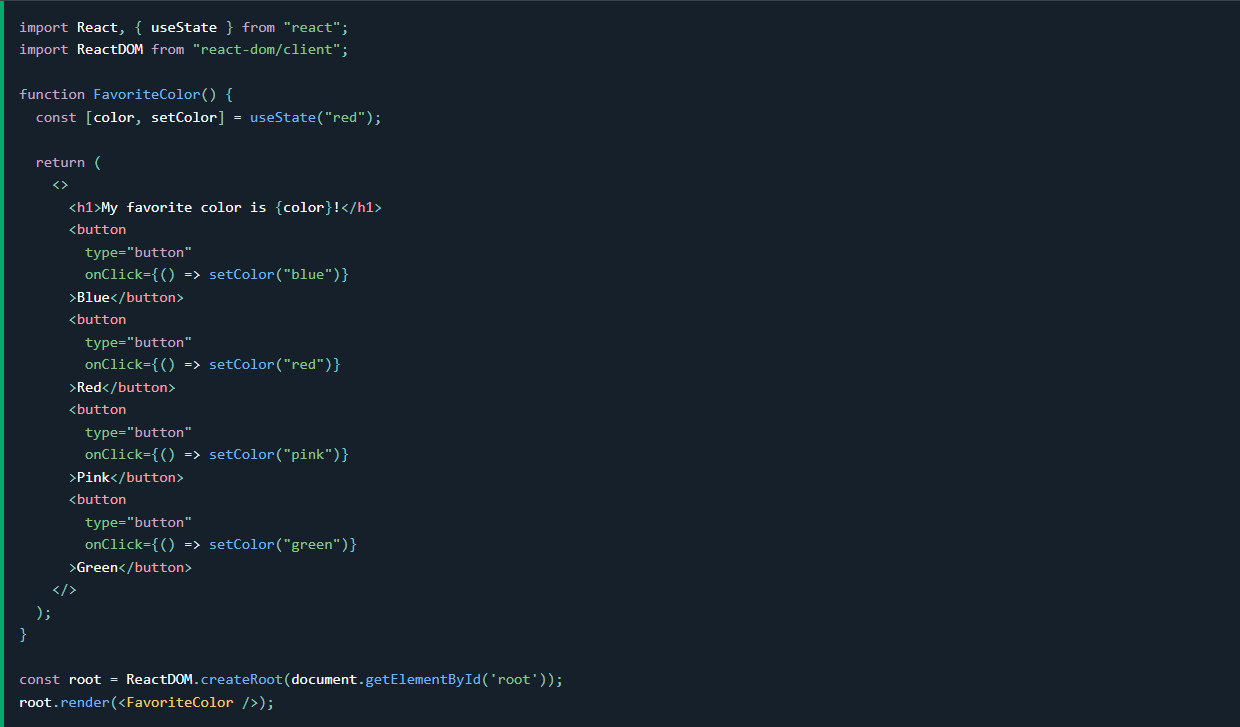 import React, { useState } from "react";
import ReactDOM from "react-dom/client";

function FavoriteColor() {
  const [color, setColor] = useState("red");

  return (
    <>
      <h1>My favorite color is {color}!</h1>
      <button
        type="button"
        onClick={() => setColor("blue")}
      >Blue</button>
      <button
        type="button"
        onClick={() => setColor("red")}
      >Red</button>
      <button
        type="button"
        onClick={() => setColor("pink")}
      >Pink</button>
      <button
        type="button"
        onClick={() => setColor("green")}
      >Green</button>
    </>
  );
}

const root = ReactDOM.createRoot(document.getElementById('root'));
root.render(<FavoriteColor />);